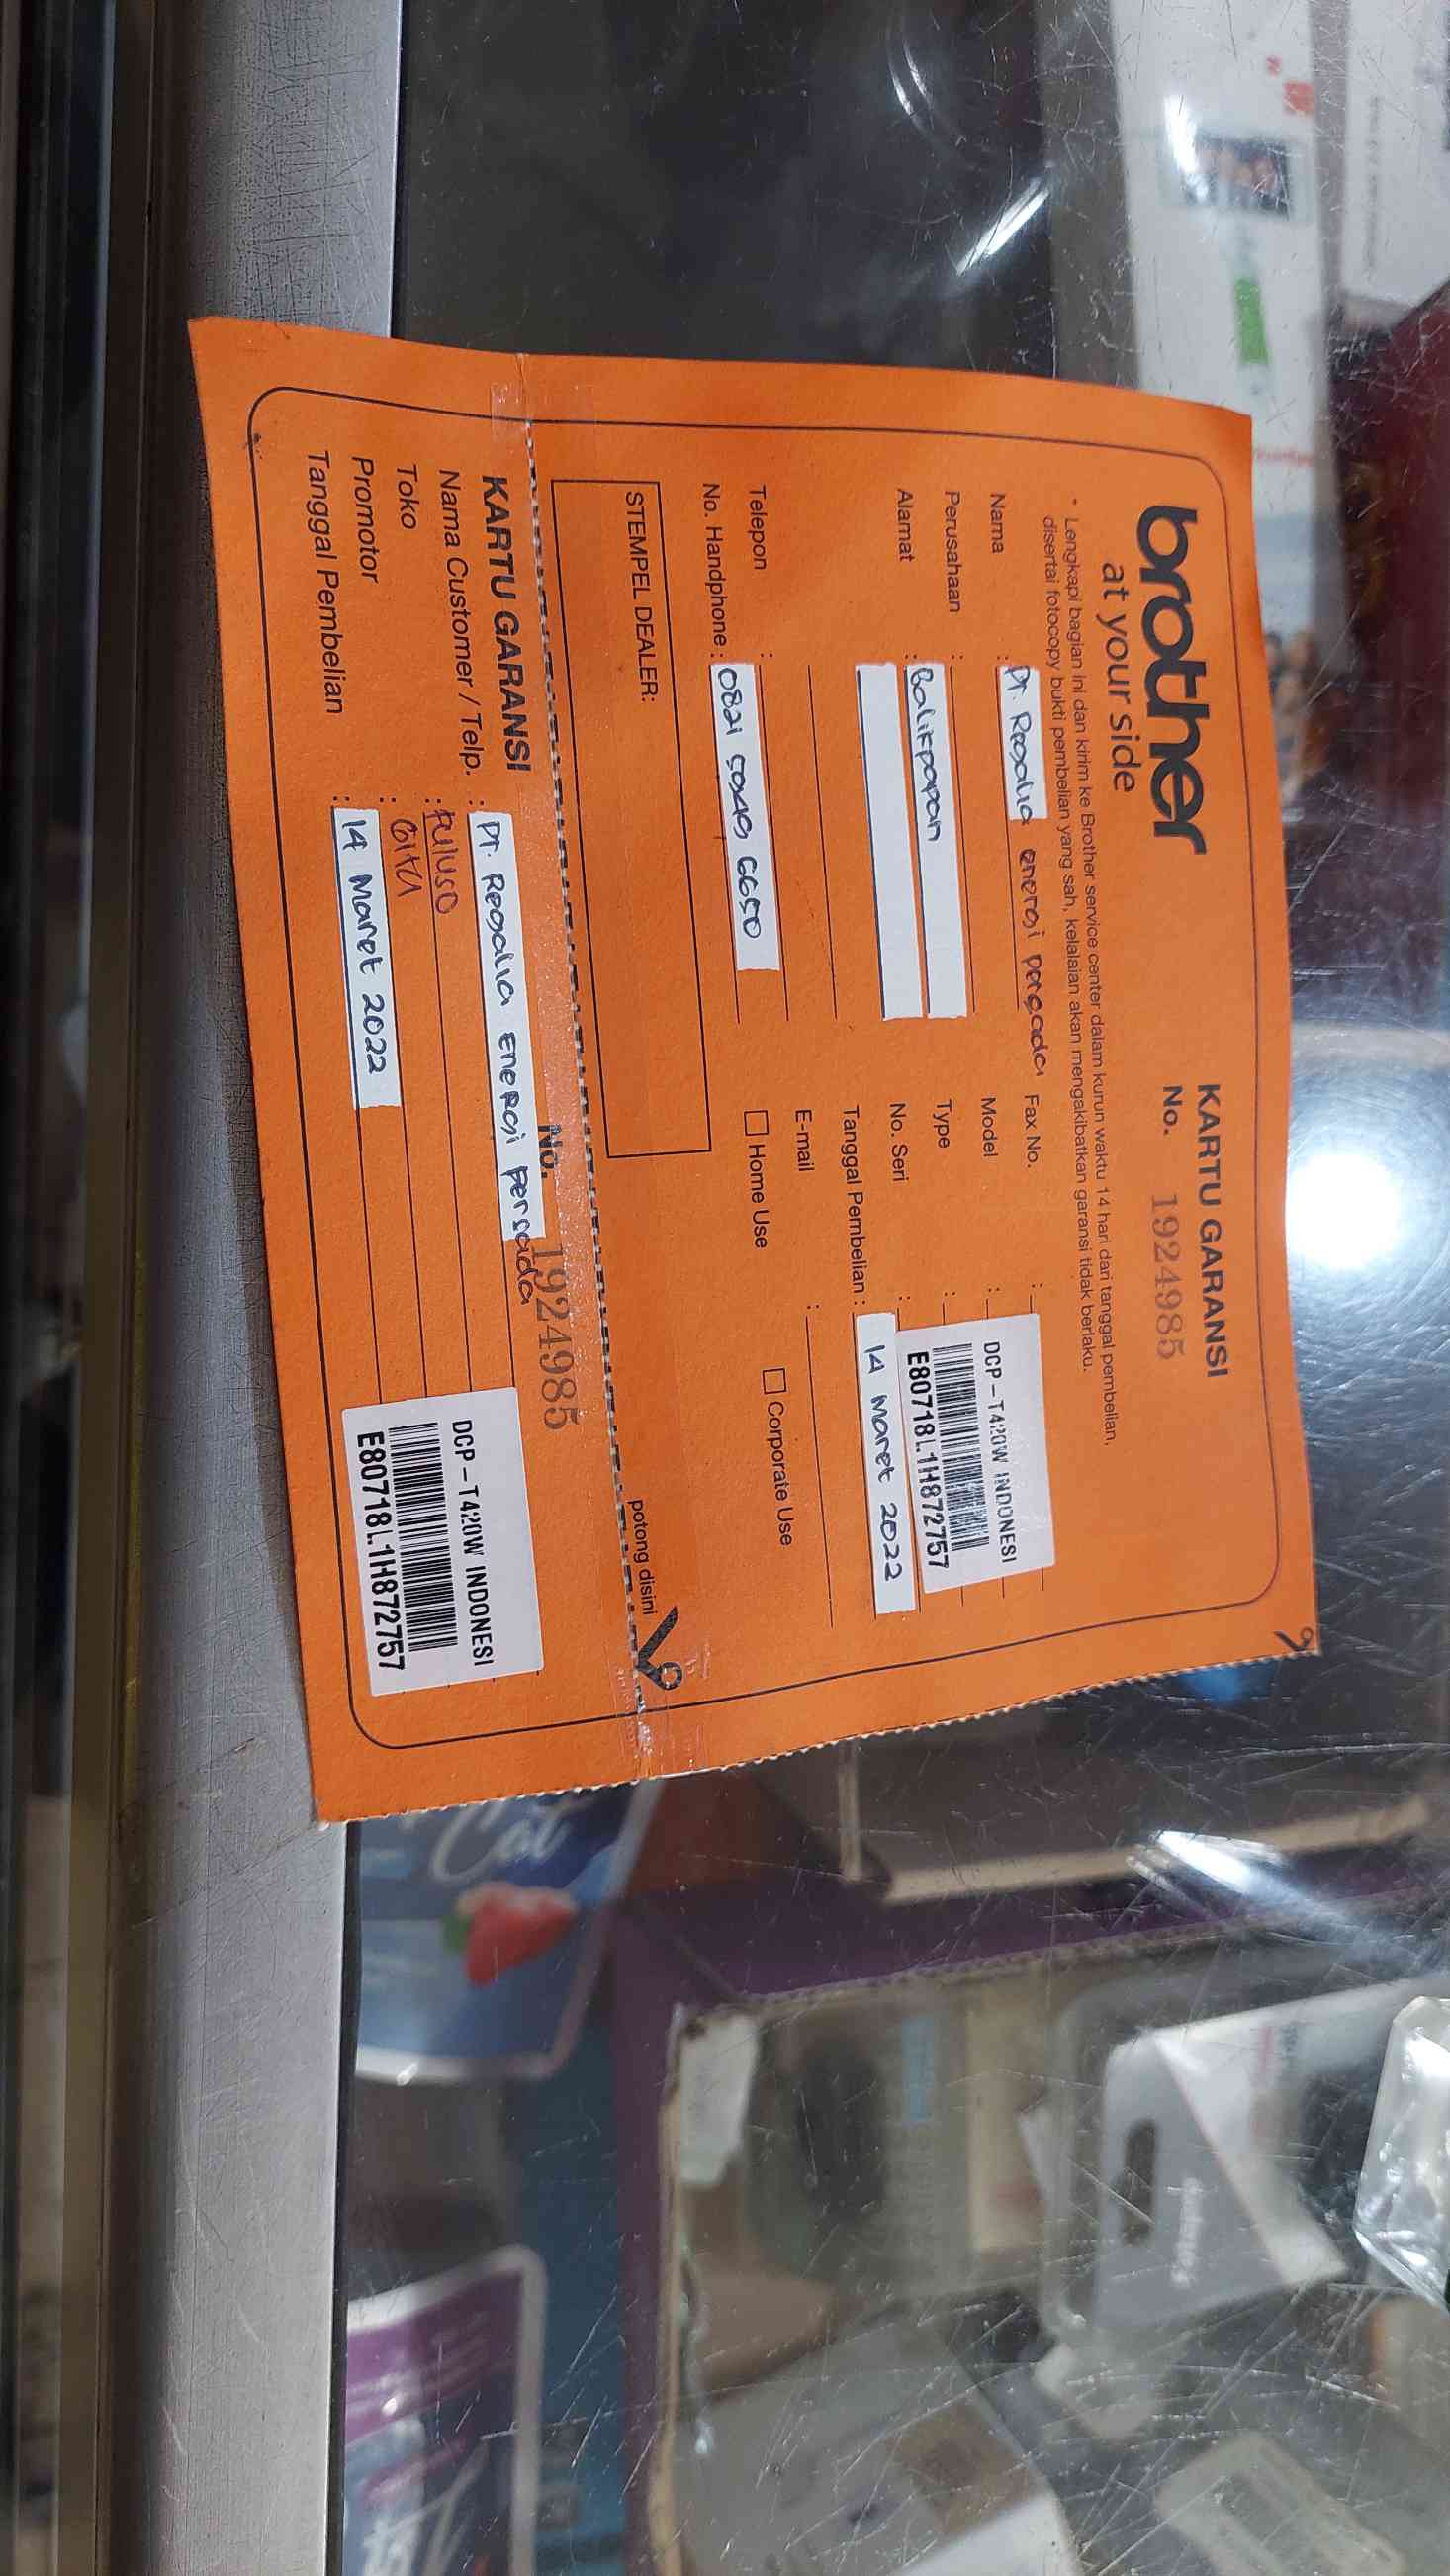 brother
at your side
KARTU GARANSI
No. 1924985
* Lengkapi bagian ini dan kirim ke Brother service center dalam kurun waktu 14 hari dari tanggal pembelian,
disertai fotocopy bukti pembelian yang sah, kelalaian akan mengakibatkan garansi tidak berlaku.
Nama : PT. Regalia energi persada
Perusahaan :
Alamat : Balikpapan
Telepon :
No. Handphone : 0821 5048 6650
Fax No. :
Model : DCP-T420W INDONESI
Type :
No. Seri : E80718L1H872757
Tanggal Pembelian : 14 Maret 2022
E-mail :
Home Use
Corporate Use
STEMPEL DEALER:
potong disini
KARTU GARANSI
No. 1924985
Nama Customer / Telp. : PT. Regalia energi persada
Toko :
Promotor :
Tanggal Pembelian : 14 Maret 2022
DCP-T420W INDONESI
E80718L1H872757
Cat